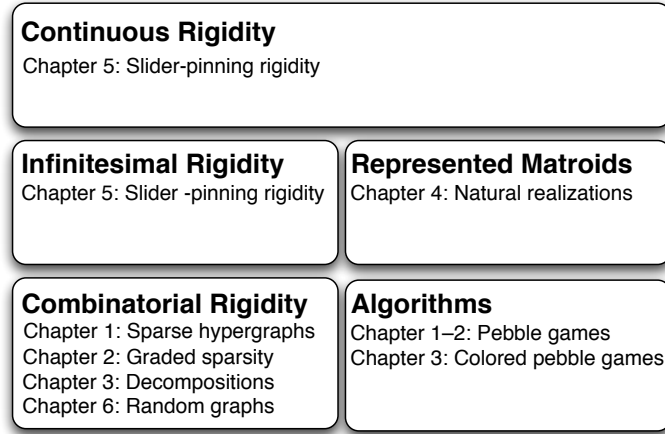 Continuous Rigidity
Chapter 5: Slider-pinning rigidity
Infinitesimal Rigidity
Chapter 5: Slider -pinning rigidity
Represented Matroids
Chapter 4: Natural realizations
Combinatorial Rigidity
Chapter 1: Sparse hypergraphs
Chapter 2: Graded sparsity
Chapter 3: Decompositions
Chapter 6: Random graphs
Algorithms
Chapter 1–2: Pebble games
Chapter 3: Colored pebble games